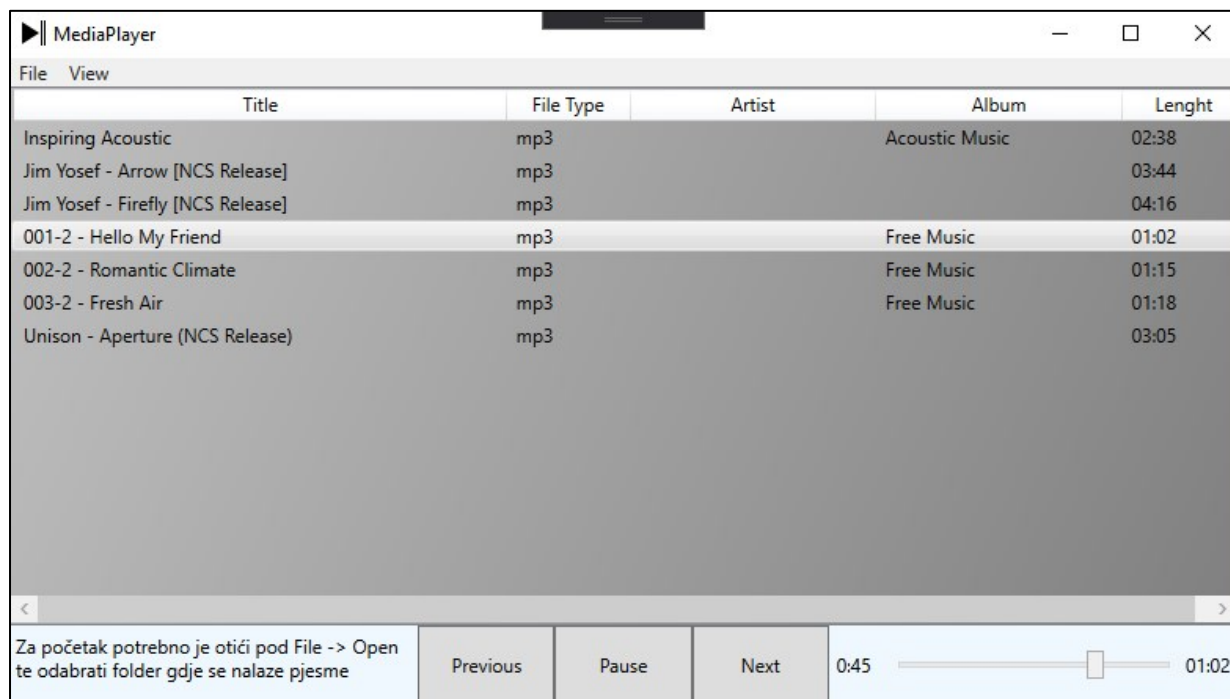 MediaPlayer
File View
Title File Type Artist Album Lenght
Inspiring Acoustic mp3 Acoustic Music 02:38
Jim Yosef - Arrow [NCS Release] mp3 03:44
Jim Yosef - Firefly [NCS Release] mp3 04:16
001-2 - Hello My Friend mp3 Free Music 01:02
002-2 - Romantic Climate mp3 Free Music 01:15
003-2 - Fresh Air mp3 Free Music 01:18
Unison - Aperture (NCS Release) mp3 03:05
Za početak potrebno je otići pod File -> Open
te odabrati folder gdje se nalaze pjesme
Previous Pause Next 0:45 01:02